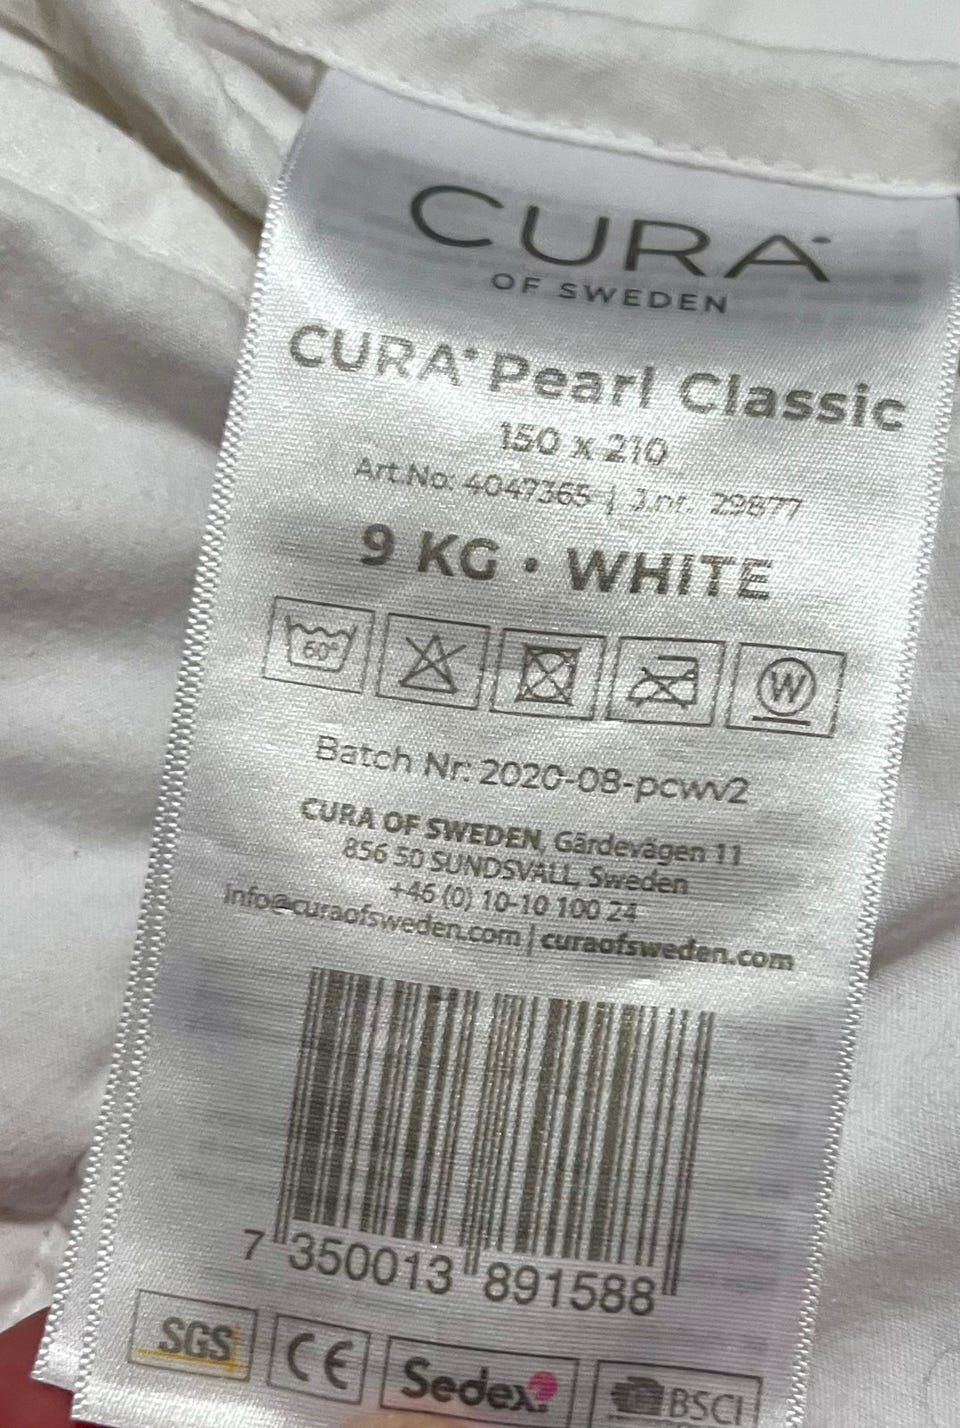 CURA
OF SWEDEN
CURA® Pearl Classic
150 x 210
Art.No: 4047365 | J.nr. 29877
9 KG · WHITE
60° W
Batch Nr: 2020-08-pcwv2
CURA OF SWEDEN, Gärdevägen 11
856 50 SUNDSVALL, Sweden
+46 (0) 10-10 100 24
info@curaofsweden.com | curaofsweden.com
7 350013 891588
SGS CE Sedex BSCI